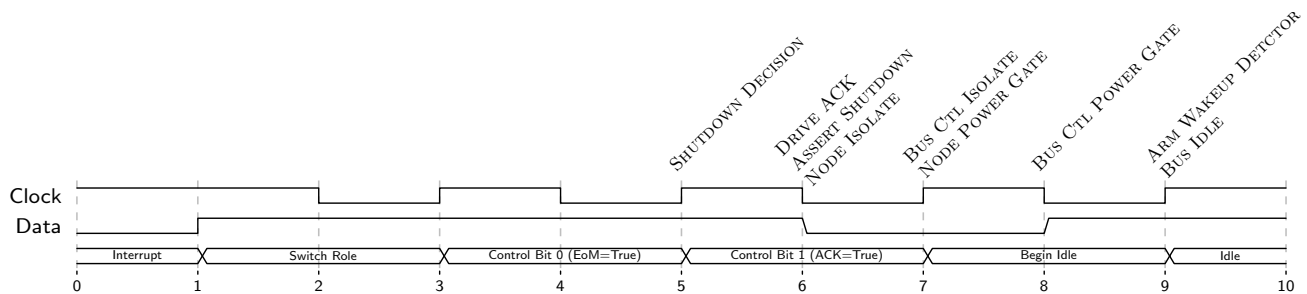 SHUTDOWN DECISION
DRIVE ACK
ASSERT SHUTDOWN
NODE ISOLATE
BUS CTL ISOLATE
NODE POWER GATE
BUS CTL POWER GATE
ARM WAKEUP DETCTOR
BUS IDLE
Clock
Data
Interrupt Switch Role Control Bit 0 (EoM=True) Control Bit 1 (ACK=True) Begin Idle Idle
0 1 2 3 4 5 6 7 8 9 10